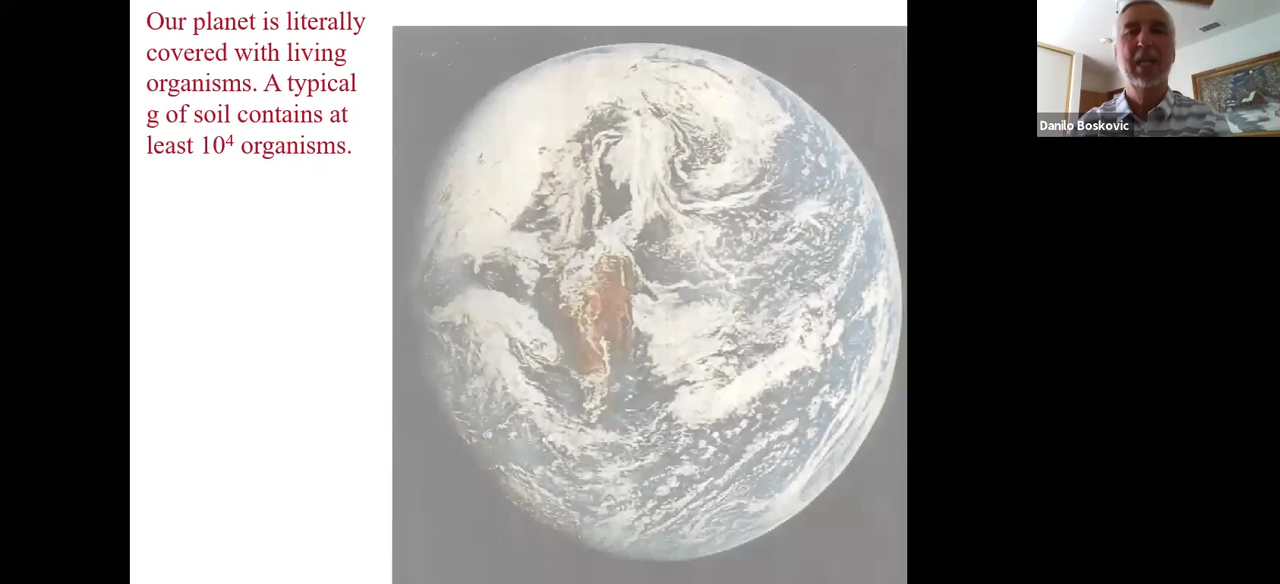 Our planet is literally
covered with living
organisms. A typical
g of soil contains at
least 10⁴ organisms.
Danilo Boskovic